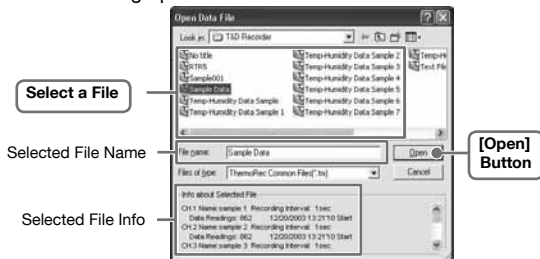 Open Data File
Look in: T&D Recorder
No title
RTRS
Sample001
Sample Data
Temp-Humidity Data Sample
Temp-Humidity Data Sample 1
Temp-Humidity Data Sample 2
Temp-Humidity Data Sample 3
Temp-Humidity Data Sample 4
Temp-Humidity Data Sample 5
Temp-Humidity Data Sample 6
Temp-Humidity Data Sample 7
Temp-H
Text File
Select a File
Selected File Name
File name: Sample Data
Open
[Open]
Button
Files of type: ThermoRec Common Files(*.trx)
Cancel
Selected File Info
Info about Selected File
CH.1 Name:sample 1 Recording Interval 1sec
Data Readings: 862 12/20/2003 13:21'10 Start
CH.2 Name:sample 2 Recording Interval 1sec
Data Readings: 862 12/20/2003 13:21'10 Start
CH.3 Name:sample 3 Recording Interval 1sec